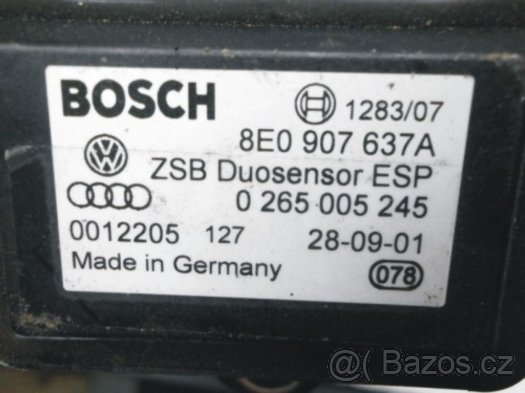 BOSCH 1283/07
8E0 907 637A
ZSB Duosensor ESP
0 265 005 245
0012205 127 28-09-01
Made in Germany 078
Bazos.cz